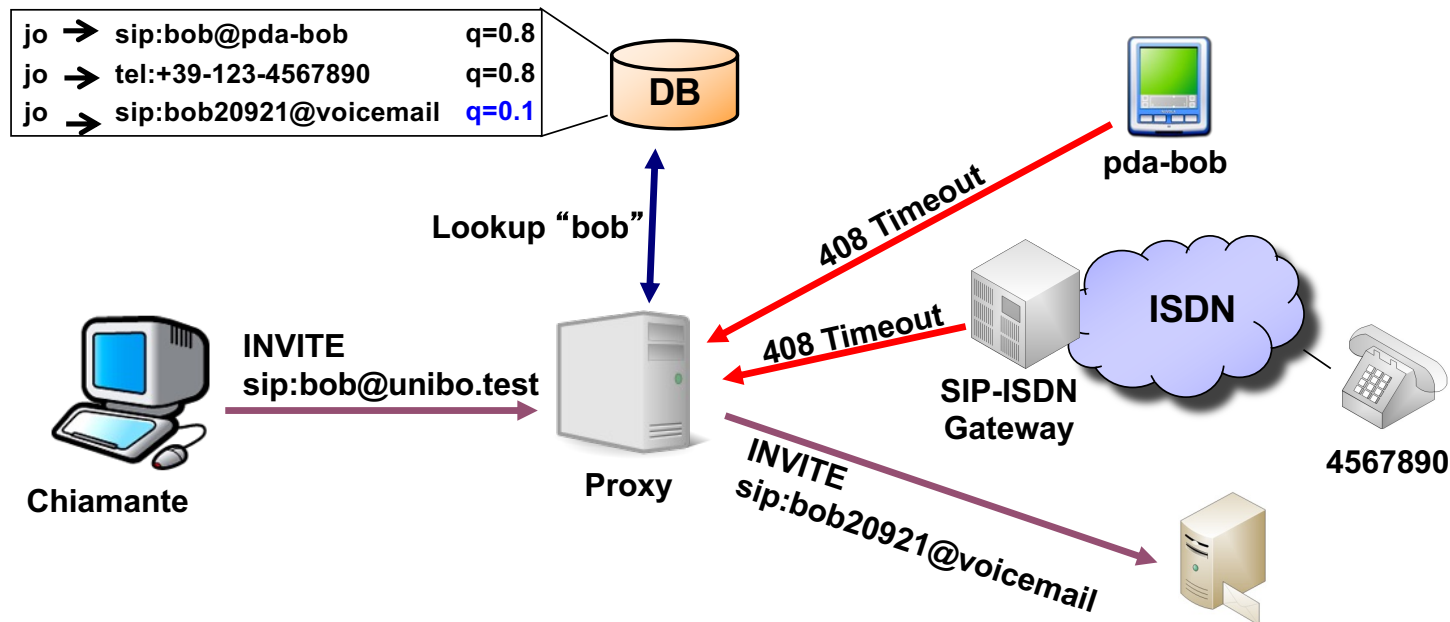 jo → sip:bob@pda-bob q=0.8
jo → tel:+39-123-4567890 q=0.8
jo → sip:bob20921@voicemail q=0.1
DB
pda-bob
Lookup “bob”
408 Timeout
ISDN
408 Timeout
INVITE
sip:bob@unibo.test
SIP-ISDN
Gateway
4567890
Chiamante
Proxy
INVITE
sip:bob20921@voicemail